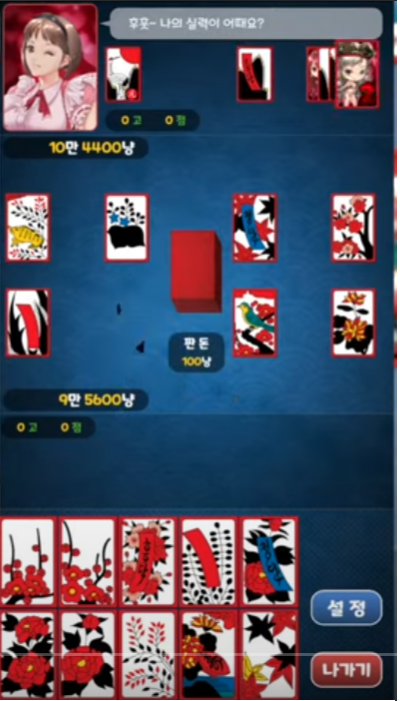 후훗~ 나의 실력이 어때요?
0고 0점
10만 4400냥
판 돈
100냥
9만 5600냥
0고 0점
설 정
나가기